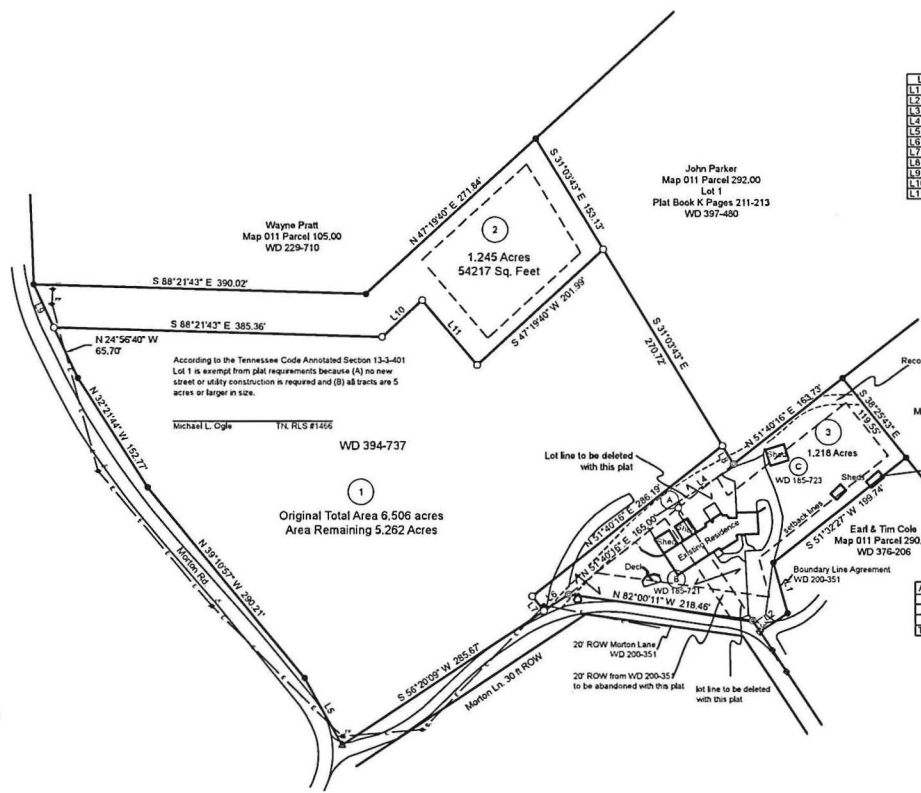 John Parker
Map 011 Parcel 292.00
Lot 1
Plat Book K Pages 211-213
WD 397-480
L1
L2
L3
L4
L5
L6
L7
L8
L9
Wayne Pratt
Map 011 Parcel 105.00
WD 229-710
N 47°19'40" E 271.84'
S 31°03'43" E 153.13'
2
1.245 Acres
54217 Sq. Feet
S 88°21'43" E 390.02'
L10
L11
S 47°19'40" W 201.99'
S 88°21'43" E 385.36'
N 24°56'40" W
65.70'
According to the Tennessee Code Annotated Section 13-3-401
Lot 1 is exempt from plat requirements because (A) no new
street or utility construction is required and (B) all tracts are 5
acres or larger in size.
Michael L. Ogle TN. RLS #1466
S 31°03'43" E
270.72'
N 32°21'44" W 152.77'
WD 394-737
1
Original Total Area 6,506 acres
Area Remaining 5.262 Acres
N 39°10'57" W 290.21'
Morton Rd
L5
Reco
N 51°40'16" E 163.73'
S 38°25'43" E
119.55'
3
1.218 Acres
Shed
C
WD 185-723
Sheds
setback lines
S 51°32'27" W 199.74'
Lot line to be deleted
with this plat
L4
A
N 51°40'16" E 286.19'
N 51°40'16" E 165.00'
Shed
Existing Residence
Deck
B
WD 185-721
L6
N 82°00'11" W 218.46'
Earl & Tim Cole
Map 011 Parcel 290.
WD 376-206
Boundary Line Agreement
WD 200-351
S 56°20'09" W 285.67'
Morton Ln. 30 ft ROW
20' ROW Morton Lane
WD 200-351
20' ROW from WD 200-351
to be abandoned with this plat
lot line to be deleted
with this plat